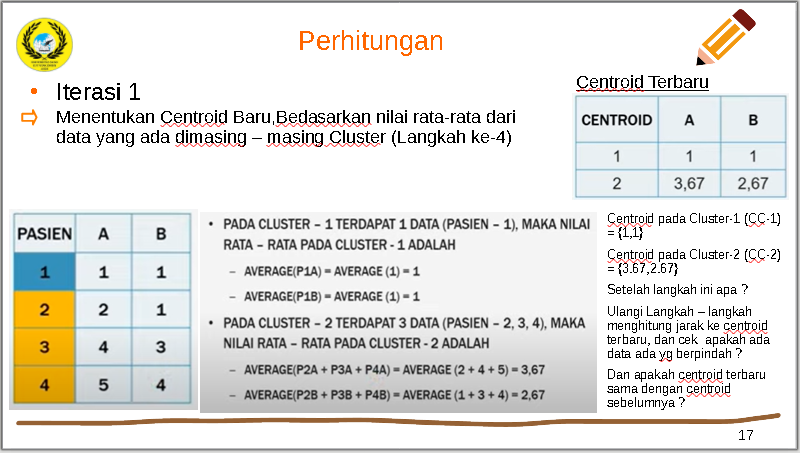 Perhitungan
• Iterasi 1
Menentukan Centroid Baru,Bedasarkan nilai rata-rata dari
data yang ada dimasing – masing Cluster (Langkah ke-4)
Centroid Terbaru
CENTROID A B
1 1 1
2 3,67 2,67
PASIEN A B
1 1 1
2 2 1
3 4 3
4 5 4
• PADA CLUSTER – 1 TERDAPAT 1 DATA (PASIEN – 1), MAKA NILAI
RATA – RATA PADA CLUSTER - 1 ADALAH
– AVERAGE(P1A) = AVERAGE (1) = 1
– AVERAGE(P1B) = AVERAGE (1) = 1
• PADA CLUSTER – 2 TERDAPAT 3 DATA (PASIEN – 2, 3, 4), MAKA
NILAI RATA – RATA PADA CLUSTER - 2 ADALAH
– AVERAGE(P2A + P3A + P4A) = AVERAGE (2 + 4 + 5) = 3,67
– AVERAGE(P2B + P3B + P4B) = AVERAGE (1 + 3 + 4) = 2,67
Centroid pada Cluster-1 (CC-1)
= {1,1}
Centroid pada Cluster-2 (CC-2)
= {3.67,2.67}
Setelah langkah ini apa ?
Ulangi Langkah – langkah
menghitung jarak ke centroid
terbaru, dan cek apakah ada
data ada yg berpindah ?
Dan apakah centroid terbaru
sama dengan centroid
sebelumnya ?
17